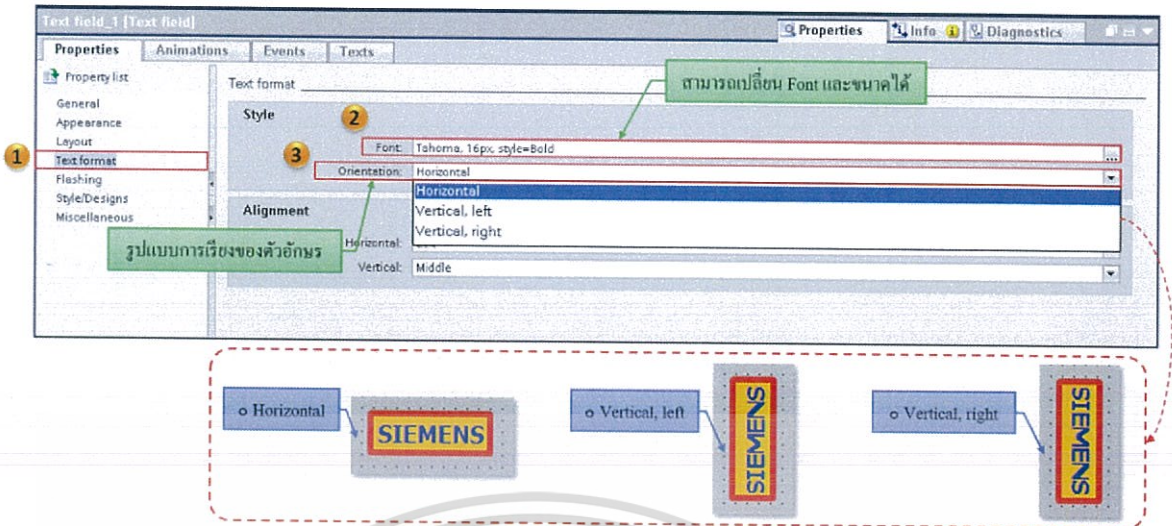 Text field_1 [Text field]
Properties Info Diagnostics
Properties Animations Events Texts
Property list
General
Appearance
Layout
1 Text format
Flashing
Style/Designs
Miscellaneous
Text format
สามารถเปลี่ยน Font และขนาดได้
Style
2
Font: Tahoma, 16px, style=Bold ...
3
Orientation: Horizontal
Horizontal
Vertical, left
Vertical, right
Alignment
รูปแบบการเรียงของตัวอักษร
Horizontal:
Vertical: Middle
o Horizontal
SIEMENS
o Vertical, left
SIEMENS
o Vertical, right
SIEMENS